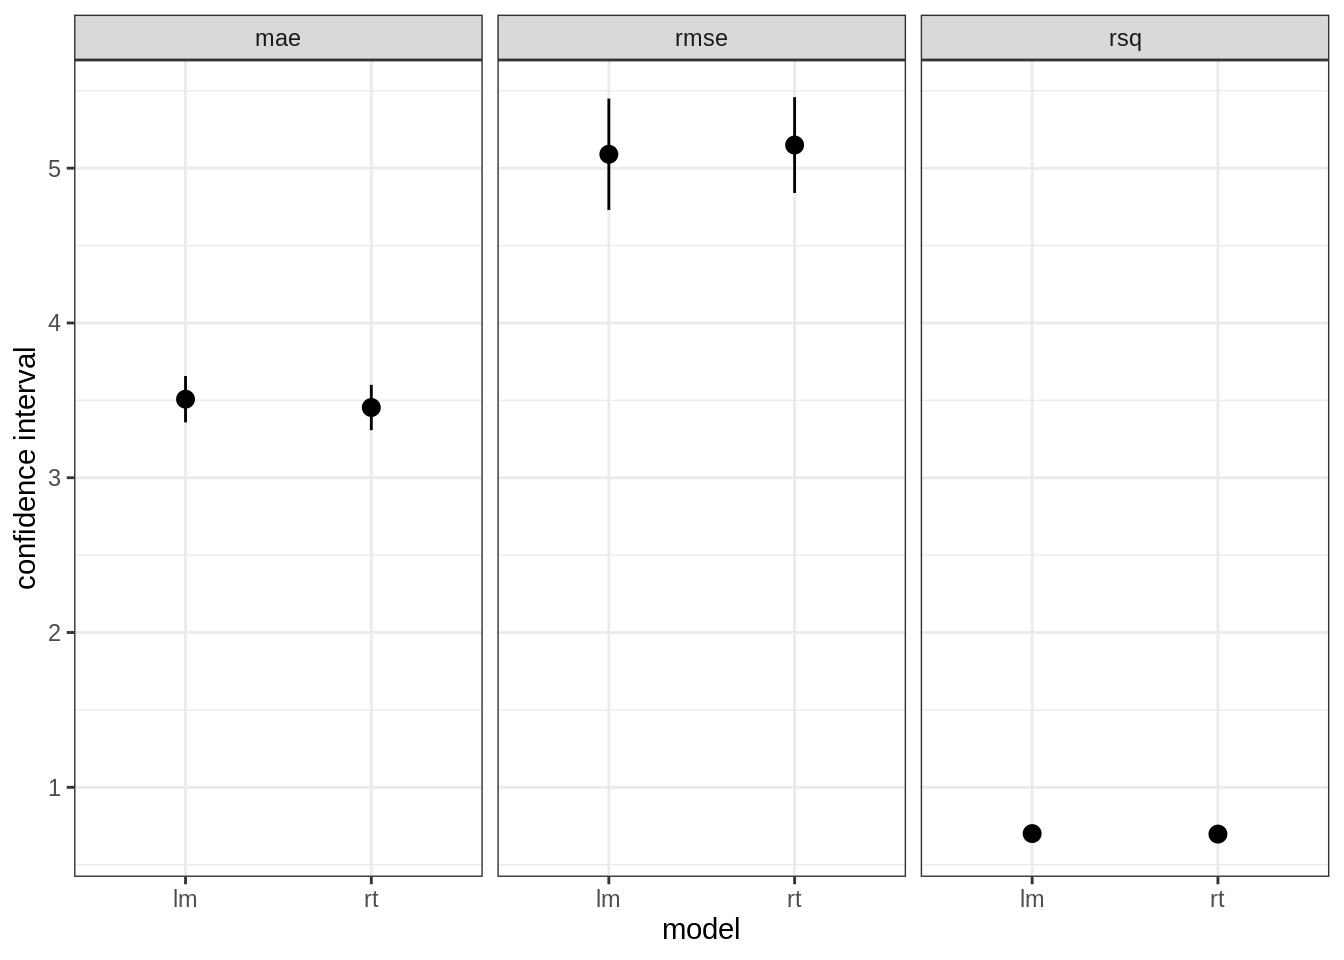 mae
rmse
rsq
confidence interval
5
4
3
2
1
lm
rt
lm
rt
lm
rt
model